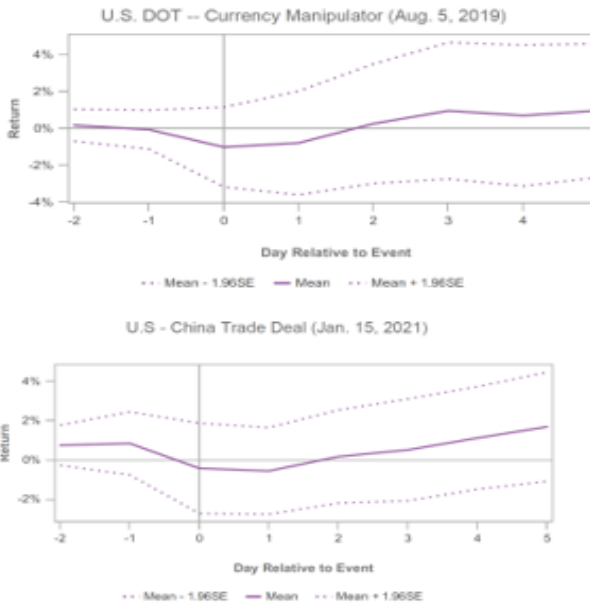 U.S. DOT -- Currency Manipulator (Aug. 5, 2019)
4%
2%
0%
-2%
-4%
Return
-2 -1 0 1 2 3 4
Day Relative to Event
Mean - 1.96SE Mean Mean + 1.96SE
U.S - China Trade Deal (Jan. 15, 2021)
4%
2%
0%
-2%
Return
-2 -1 0 1 2 3 4 5
Day Relative to Event
Mean - 1.96SE Mean Mean + 1.96SE